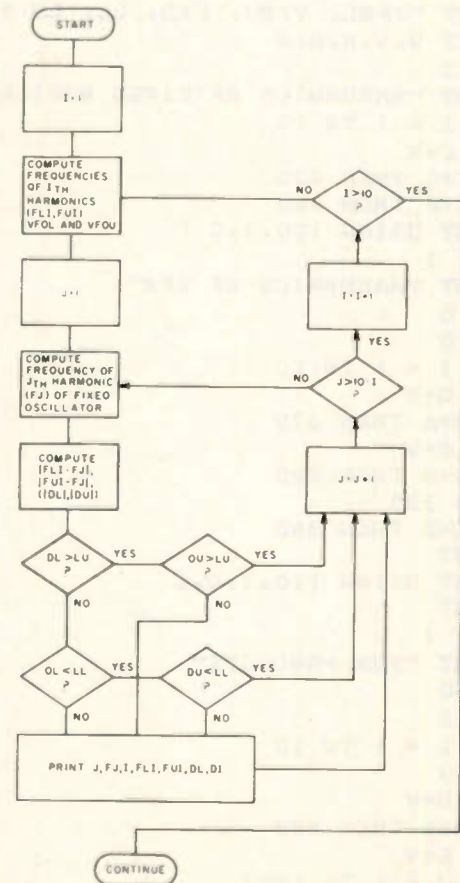 START
I=1
COMPUTE
FREQUENCIES
OF ITH
HARMONICS
(FLI,FUI)
VFOL AND VFOU
J=1
COMPUTE
FREQUENCY OF
JTH HARMONIC
(FJ) OF FIXED
OSCILLATOR
COMPUTE
|FLI-FJ|,
|FUI-FJ|,
(|DL|,|DU|)
DL>LU
?
YES
NO
OU>LU
?
YES
NO
OL<LL
?
YES
NO
DU<LL
?
YES
NO
PRINT J,FJ,I,FLI,FUI,DL,DI
J=J+1
J>10-I
?
NO
YES
I=I+1
I>10
?
NO
YES
CONTINUE